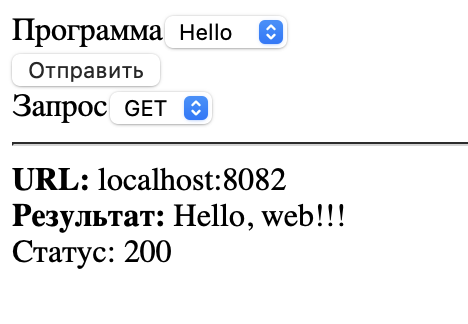 Программа Hello
Отправить
Запрос GET
URL: localhost:8082
Результат: Hello, web!!!
Статус: 200